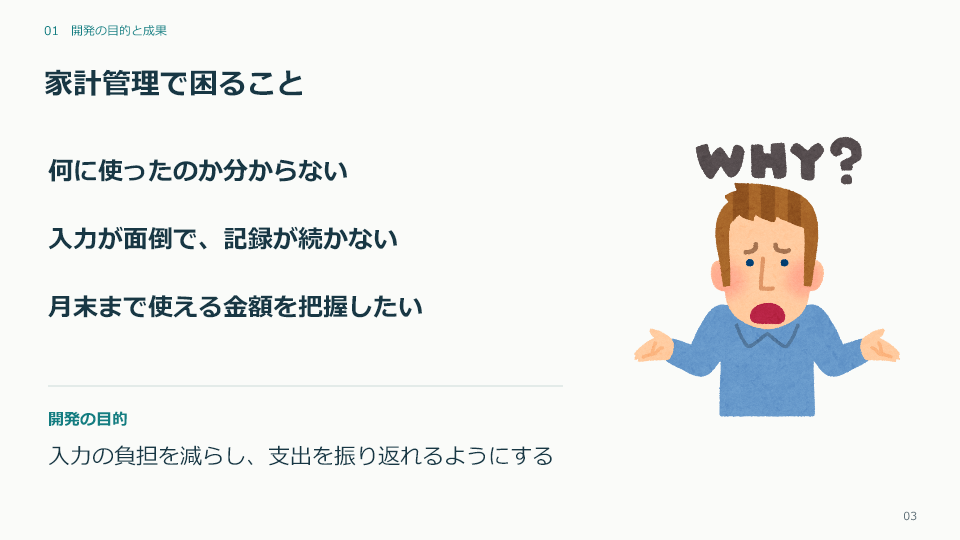 01 開発の目的と成果
家計管理で困ること
何に使ったのか分からない
入力が面倒で、記録が続かない
月末まで使える金額を把握したい
WHY?
開発の目的
入力の負担を減らし、支出を振り返れるようにする
03